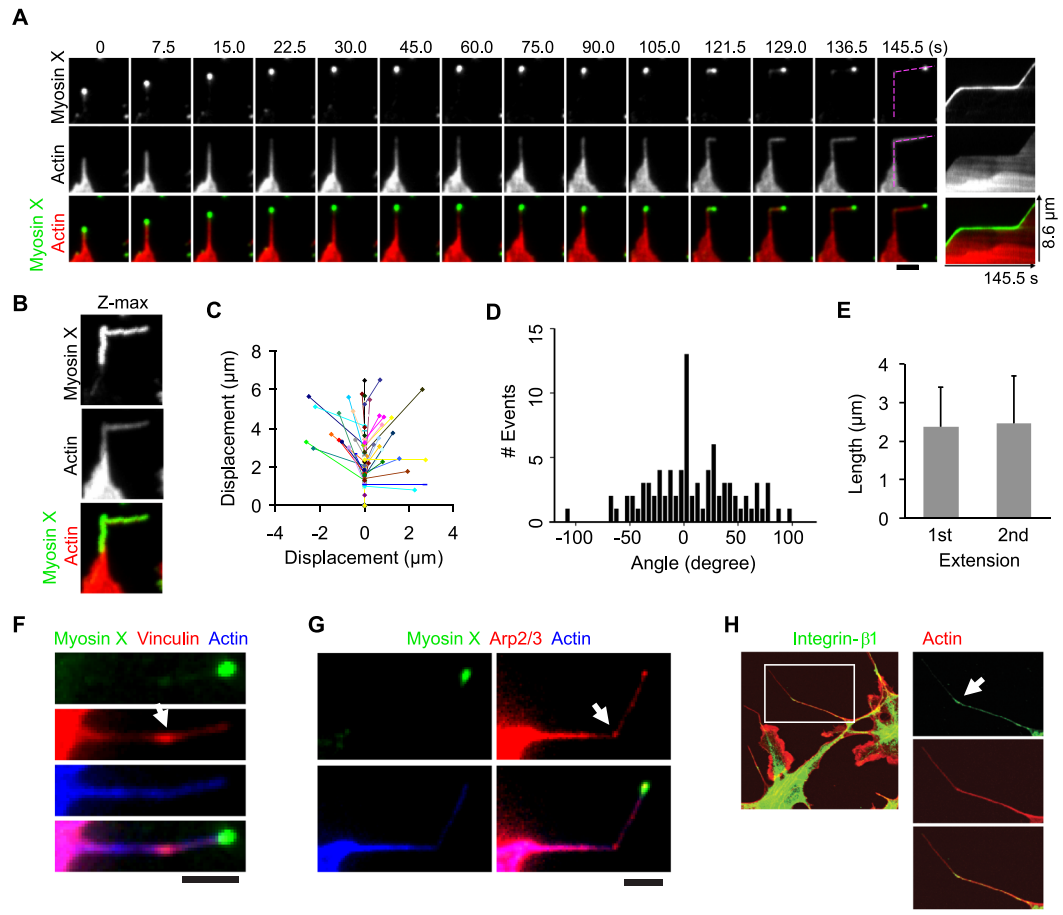 A
0 7.5 15.0 22.5 30.0 45.0 60.0 75.0 90.0 105.0 121.5 129.0 136.5 145.5 (s)
Myosin X
Actin
Myosin X
Actin
8.6 µm
145.5 s
B
Z-max
Myosin X
Actin
Myosin X
Actin
C
Displacement (µm)
8
6
4
2
0
-4 -2 0 2 4
Displacement (µm)
D
# Events
15
10
5
0
-100 -50 0 50 100
Angle (degree)
E
Length (µm)
4
3
2
1
0
1st 2nd
Extension
F
Myosin X Vinculin Actin
G
Myosin X Arp2/3 Actin
H
Integrin-β1 Actin